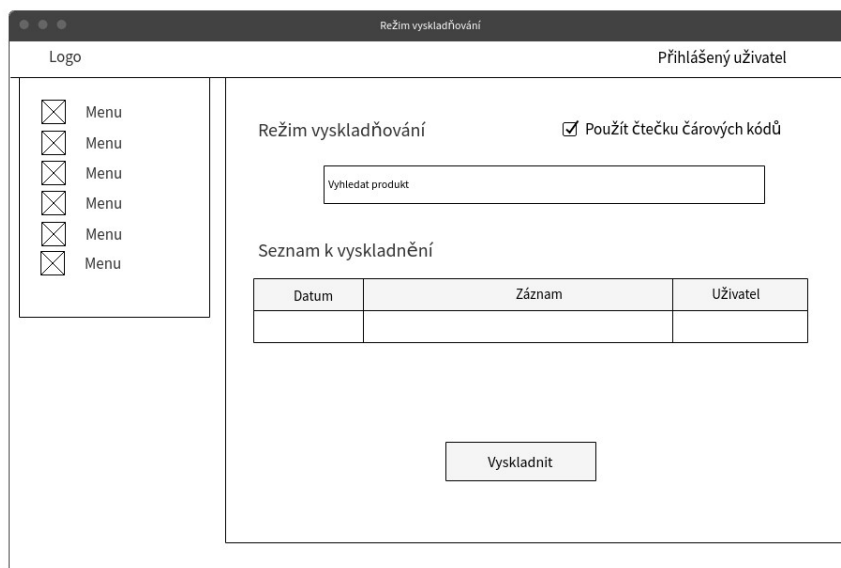 Režim vyskladňování
Logo
Přihlášený uživatel
Menu
Menu
Menu
Menu
Menu
Menu
Režim vyskladňování
Použít čtečku čárových kódů
Vyhledat produkt
Seznam k vyskladnění
Datum
Záznam
Uživatel
Vyskladnit